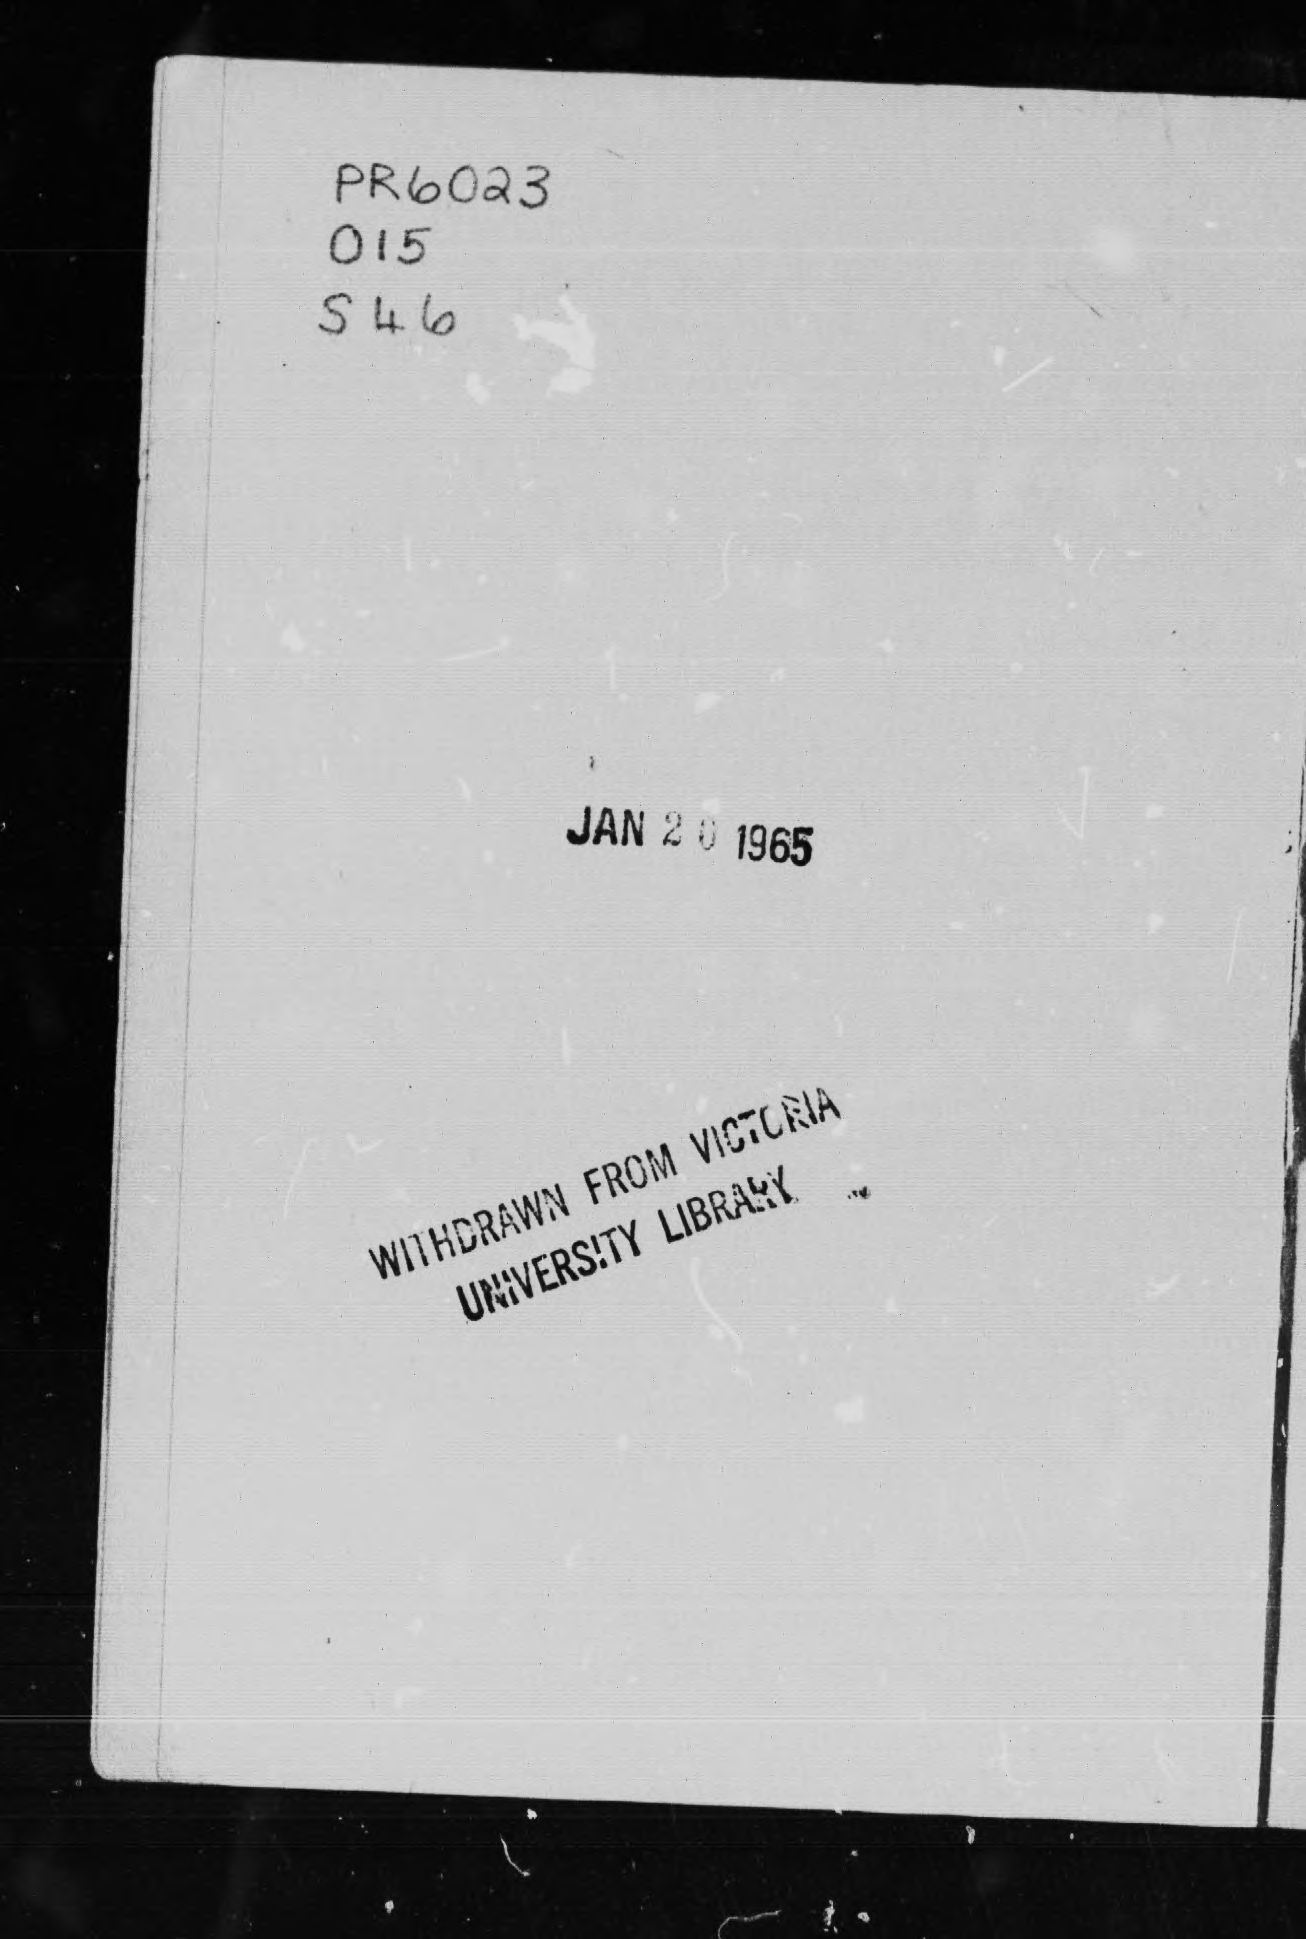 PR6023
O15
S46
JAN 20 1965
WITHDRAWN FROM VICTORIA
UNIVERSITY LIBRARY